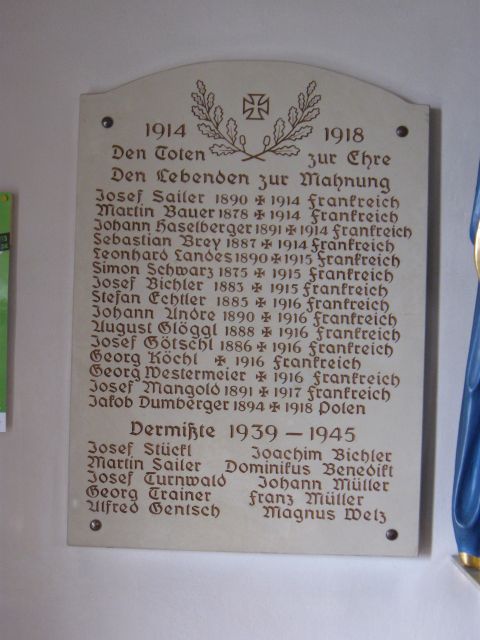 1914 1918
Den Toten zur Ehre
Den Lebenden zur Mahnung
Josef Sailer 1890 ✠ 1914 Frankreich
Martin Bauer 1878 ✠ 1914 Frankreich
Johann Haselberger 1891 ✠ 1914 Frankreich
Sebastian Brey 1887 ✠ 1914 Frankreich
Leonhard Landes 1890 ✠ 1915 Frankreich
Simon Schwarz 1875 ✠ 1915 Frankreich
Josef Bichler 1883 ✠ 1915 Frankreich
Stefan Echtler 1885 ✠ 1916 Frankreich
Johann Andre 1890 ✠ 1916 Frankreich
August Glöggl 1888 ✠ 1916 Frankreich
Josef Götschl 1886 ✠ 1916 Frankreich
Georg Köchl ✠ 1916 Frankreich
Georg Westermeier ✠ 1916 Frankreich
Josef Mangold 1891 ✠ 1917 Frankreich
Jakob Dumberger 1894 ✠ 1918 Polen
Vermißte 1939 – 1945
Josef Stückl Joachim Bichler
Martin Sailer Dominikus Benedikt
Josef Turnwald Johann Müller
Georg Trainer Franz Müller
Alfred Gentsch Magnus Welz